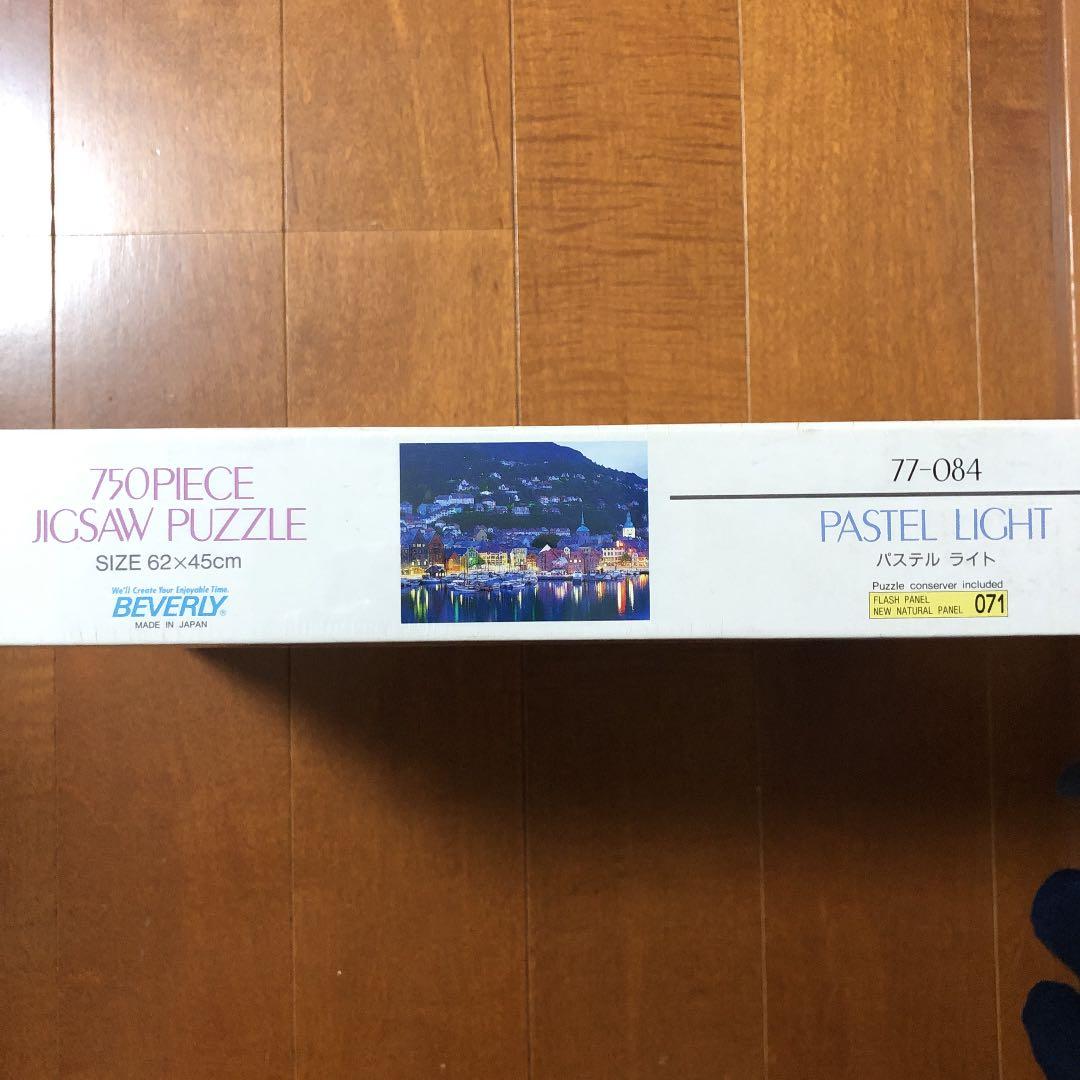 750PIECE
JIGSAW PUZZLE
SIZE 62×45cm
We'll Create Your Enjoyable Time.
BEVERLY®
MADE IN JAPAN
77-084
PASTEL LIGHT
パステル ライト
Puzzle conserver included
FLASH PANEL
NEW NATURAL PANEL 071